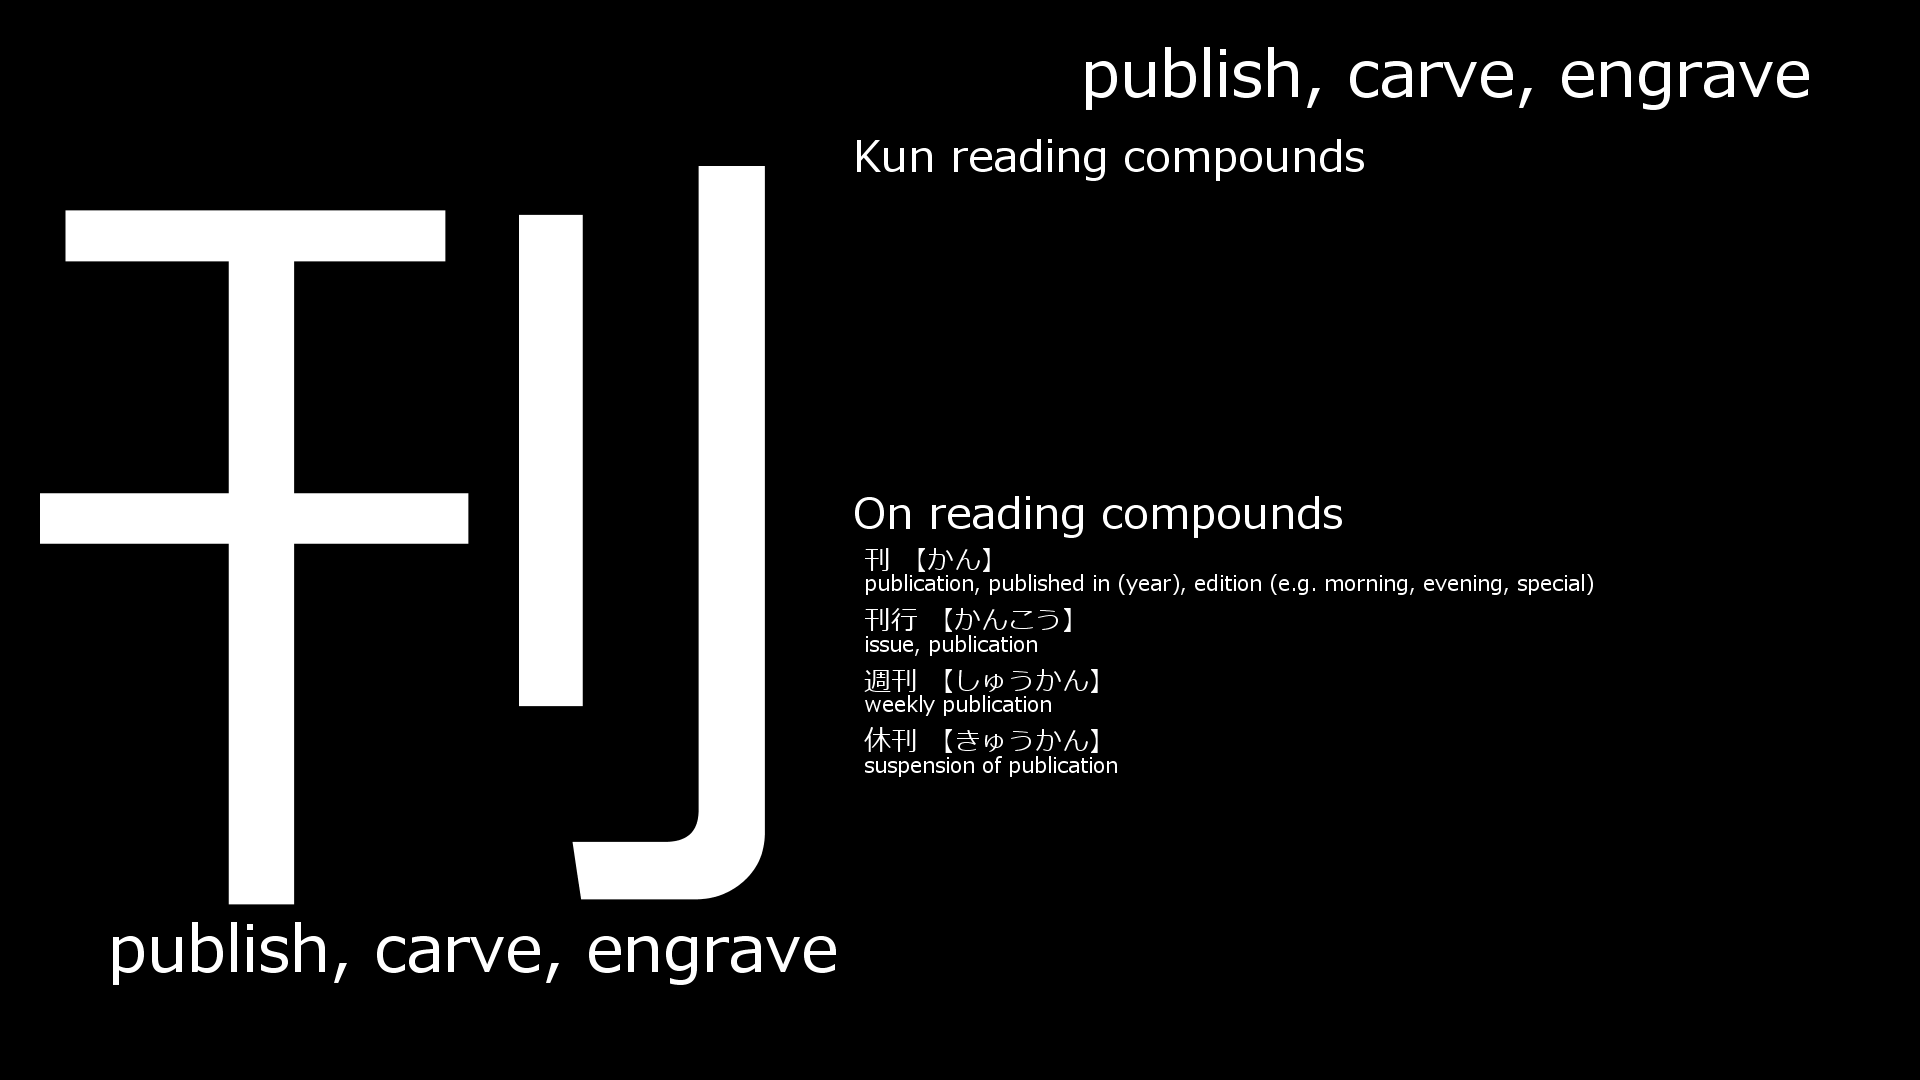 刊
publish, carve, engrave
publish, carve, engrave
Kun reading compounds
On reading compounds
刊 【かん】
publication, published in (year), edition (e.g. morning, evening, special)
刊行 【かんこう】
issue, publication
週刊 【しゅうかん】
weekly publication
休刊 【きゅうかん】
suspension of publication